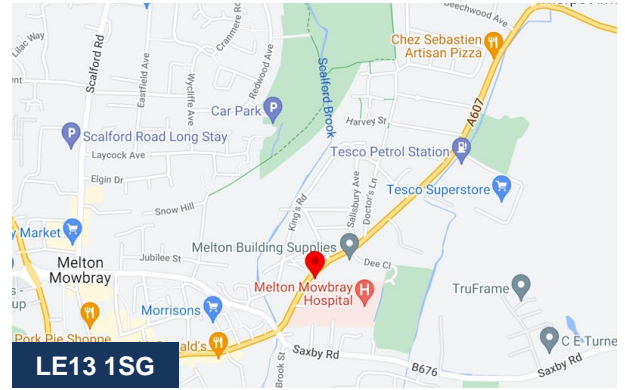 Beechwood Ave
Chez Sebastien
Artisan Pizza
Lilac Way
Scalford Rd
Eastfield Ave
Wycliffe Ave
Cranmere Rd
Redwood Ave
Scalford Brook
Car Park
A607
Harvey St
Scalford Road Long Stay
Tesco Petrol Station
Laycock Ave
Elgin Dr
Tesco Superstore
Snow Hill
King's Rd
Salisbury Ave
Doctor's Ln
Market
Melton
Mowbray
Jubilee St
Melton Building Supplies
Dee Cl
Melton Mowbray
Hospital
TruFrame
Morrisons
Pork Pie Shoppe
ald's
Brook St
Saxby Rd
B676
C E Turne
Saxby Rd
LE13 1SG